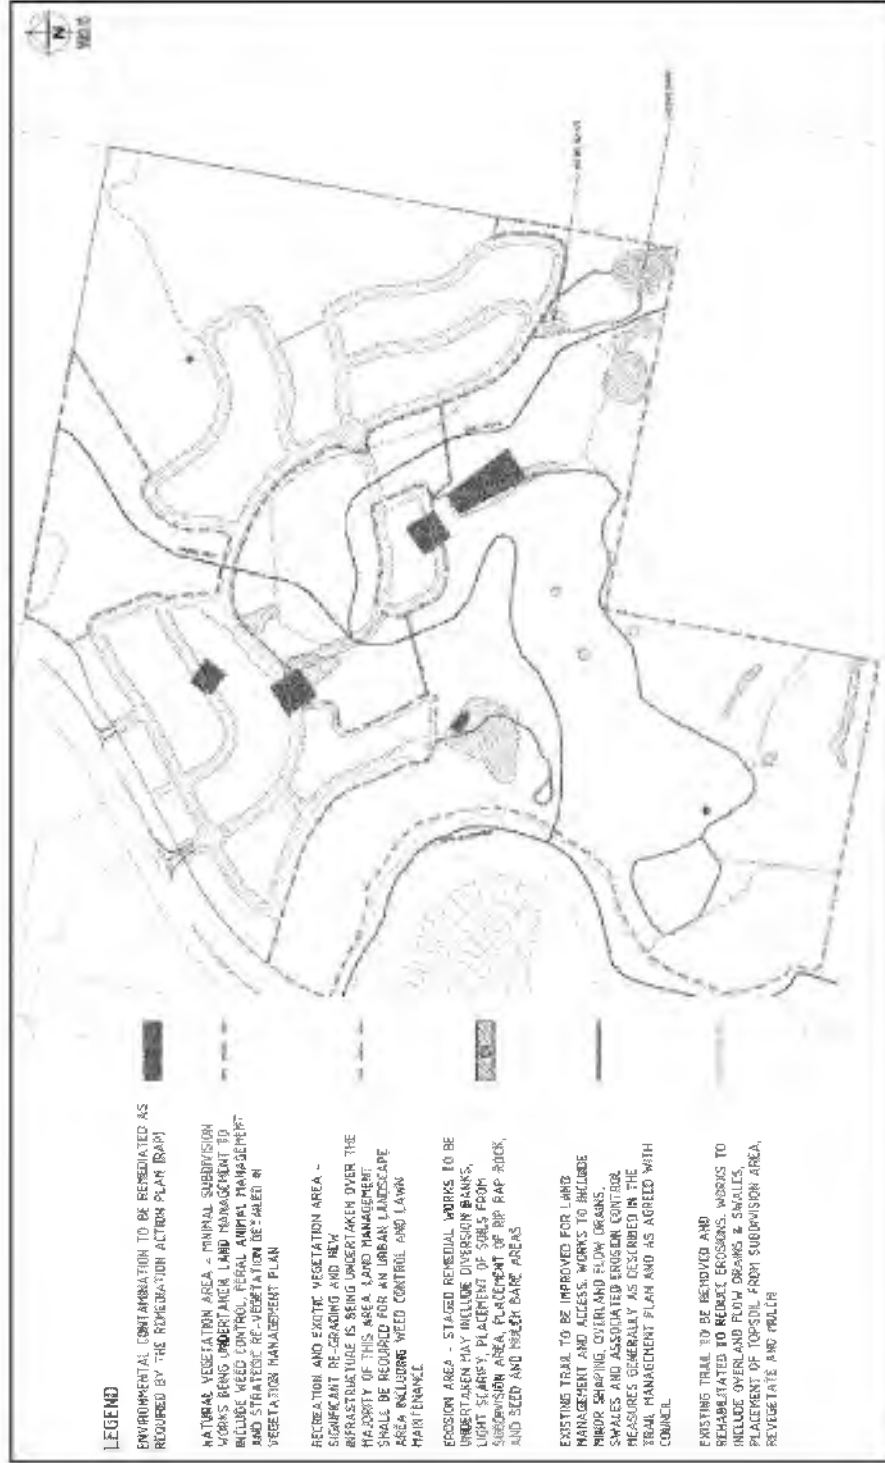 N
LEGEND
ENVIRONMENTAL CONTAMINATION TO BE REMEDIATED AS
REQUIRED BY THE REMEDIATION ACTION PLAN (RAP)
NATURAL VEGETATION AREA - MINIMAL SUBDIVISION
WORKS BEING UNDERTAKEN. LAND MANAGEMENT TO
INCLUDE WEED CONTROL, FERAL ANIMAL MANAGEMENT
AND STRATEGIC RE-VEGETATION DETAILED IN
VEGETATION MANAGEMENT PLAN
RECREATION AND EXOTIC VEGETATION AREA -
SIGNIFICANT RE-GRADING AND NEW
INFRASTRUCTURE IS BEING UNDERTAKEN OVER THE
MAJORITY OF THIS AREA. LAND MANAGEMENT
SHALL BE REQUIRED FOR AN URBAN LANDSCAPE
AREA INCLUDING WEED CONTROL AND LAWN
MAINTENANCE
EROSION AREA - STAGED REMEDIAL WORKS TO BE
UNDERTAKEN MAY INCLUDE DIVERSION BANKS,
LIGHT SCARIFY, PLACEMENT OF SOILS FROM
SUBDIVISION AREA, PLACEMENT OF RIP RAP ROCK,
AND SEED AND MULCH BARE AREAS
EXISTING TRAIL TO BE IMPROVED FOR LAND
MANAGEMENT AND ACCESS. WORKS TO INCLUDE
MINOR SHAPING, OVERLAND FLOW DRAINS,
SWALES AND ASSOCIATED EROSION CONTROL
MEASURES GENERALLY AS DESCRIBED IN THE
TRAIL MANAGEMENT PLAN AND AS AGREED WITH
COUNCIL
EXISTING TRAIL TO BE REMOVED AND
REHABILITATED TO REDUCE EROSIONS. WORKS TO
INCLUDE OVERLAND FLOW DRAINS & SWALES,
PLACEMENT OF TOPSOIL FROM SUBDIVISION AREA,
REVEGETATE AND MULCH